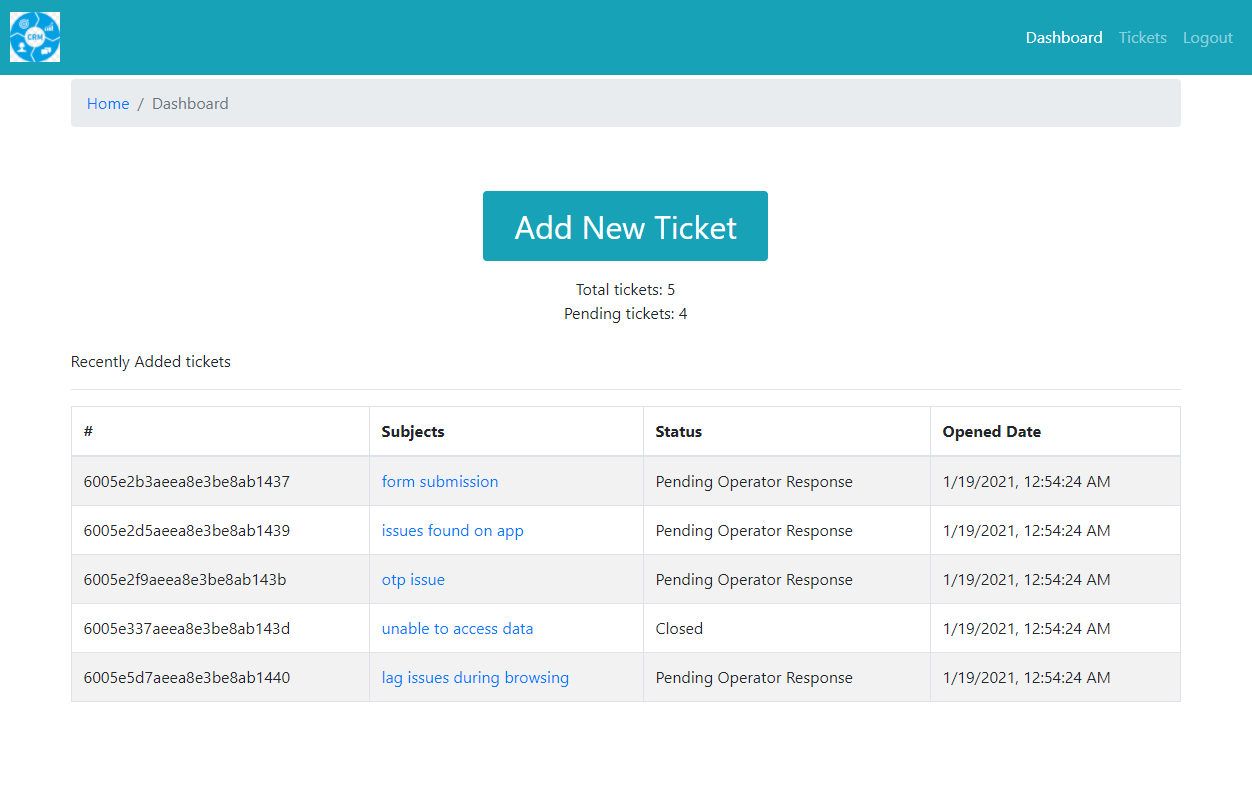 CRM
Dashboard Tickets Logout
Home / Dashboard
Add New Ticket
Total tickets: 5
Pending tickets: 4
Recently Added tickets
# Subjects Status Opened Date
6005e2b3aeea8e3be8ab1437 form submission Pending Operator Response 1/19/2021, 12:54:24 AM
6005e2d5aeea8e3be8ab1439 issues found on app Pending Operator Response 1/19/2021, 12:54:24 AM
6005e2f9aeea8e3be8ab143b otp issue Pending Operator Response 1/19/2021, 12:54:24 AM
6005e337aeea8e3be8ab143d unable to access data Closed 1/19/2021, 12:54:24 AM
6005e5d7aeea8e3be8ab1440 lag issues during browsing Pending Operator Response 1/19/2021, 12:54:24 AM